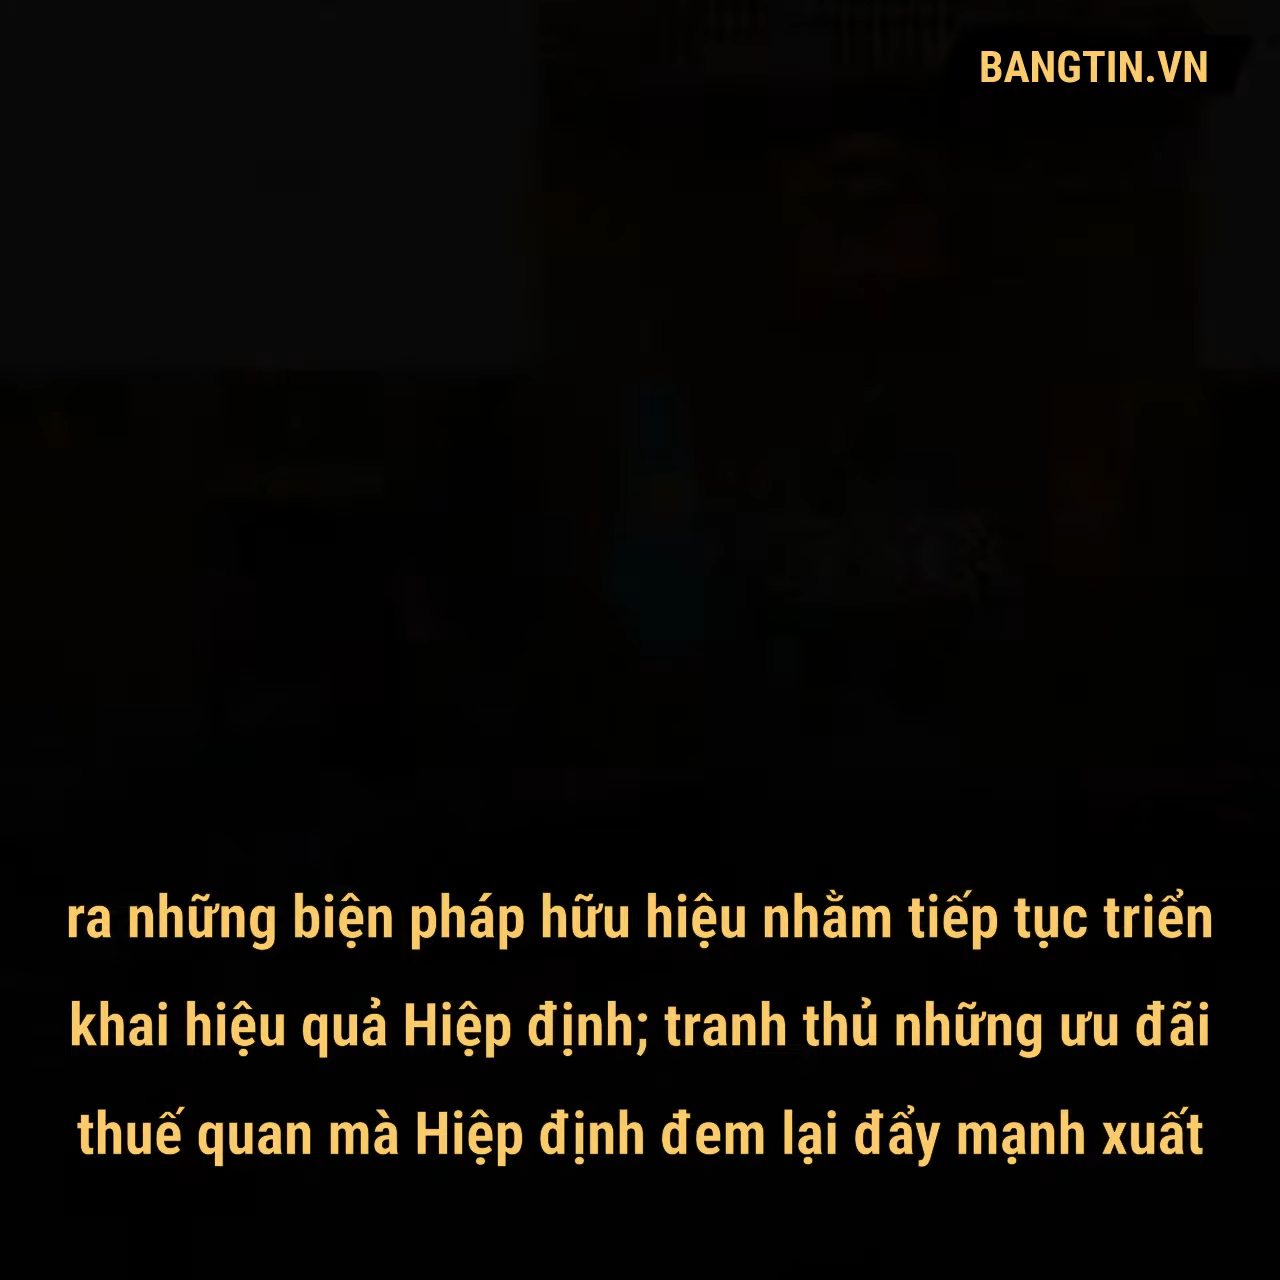 BANGTIN.VN
ra những biện pháp hữu hiệu nhằm tiếp tục triển
khai hiệu quả Hiệp định; tranh thủ những ưu đãi
thuế quan mà Hiệp định đem lại đẩy mạnh xuất